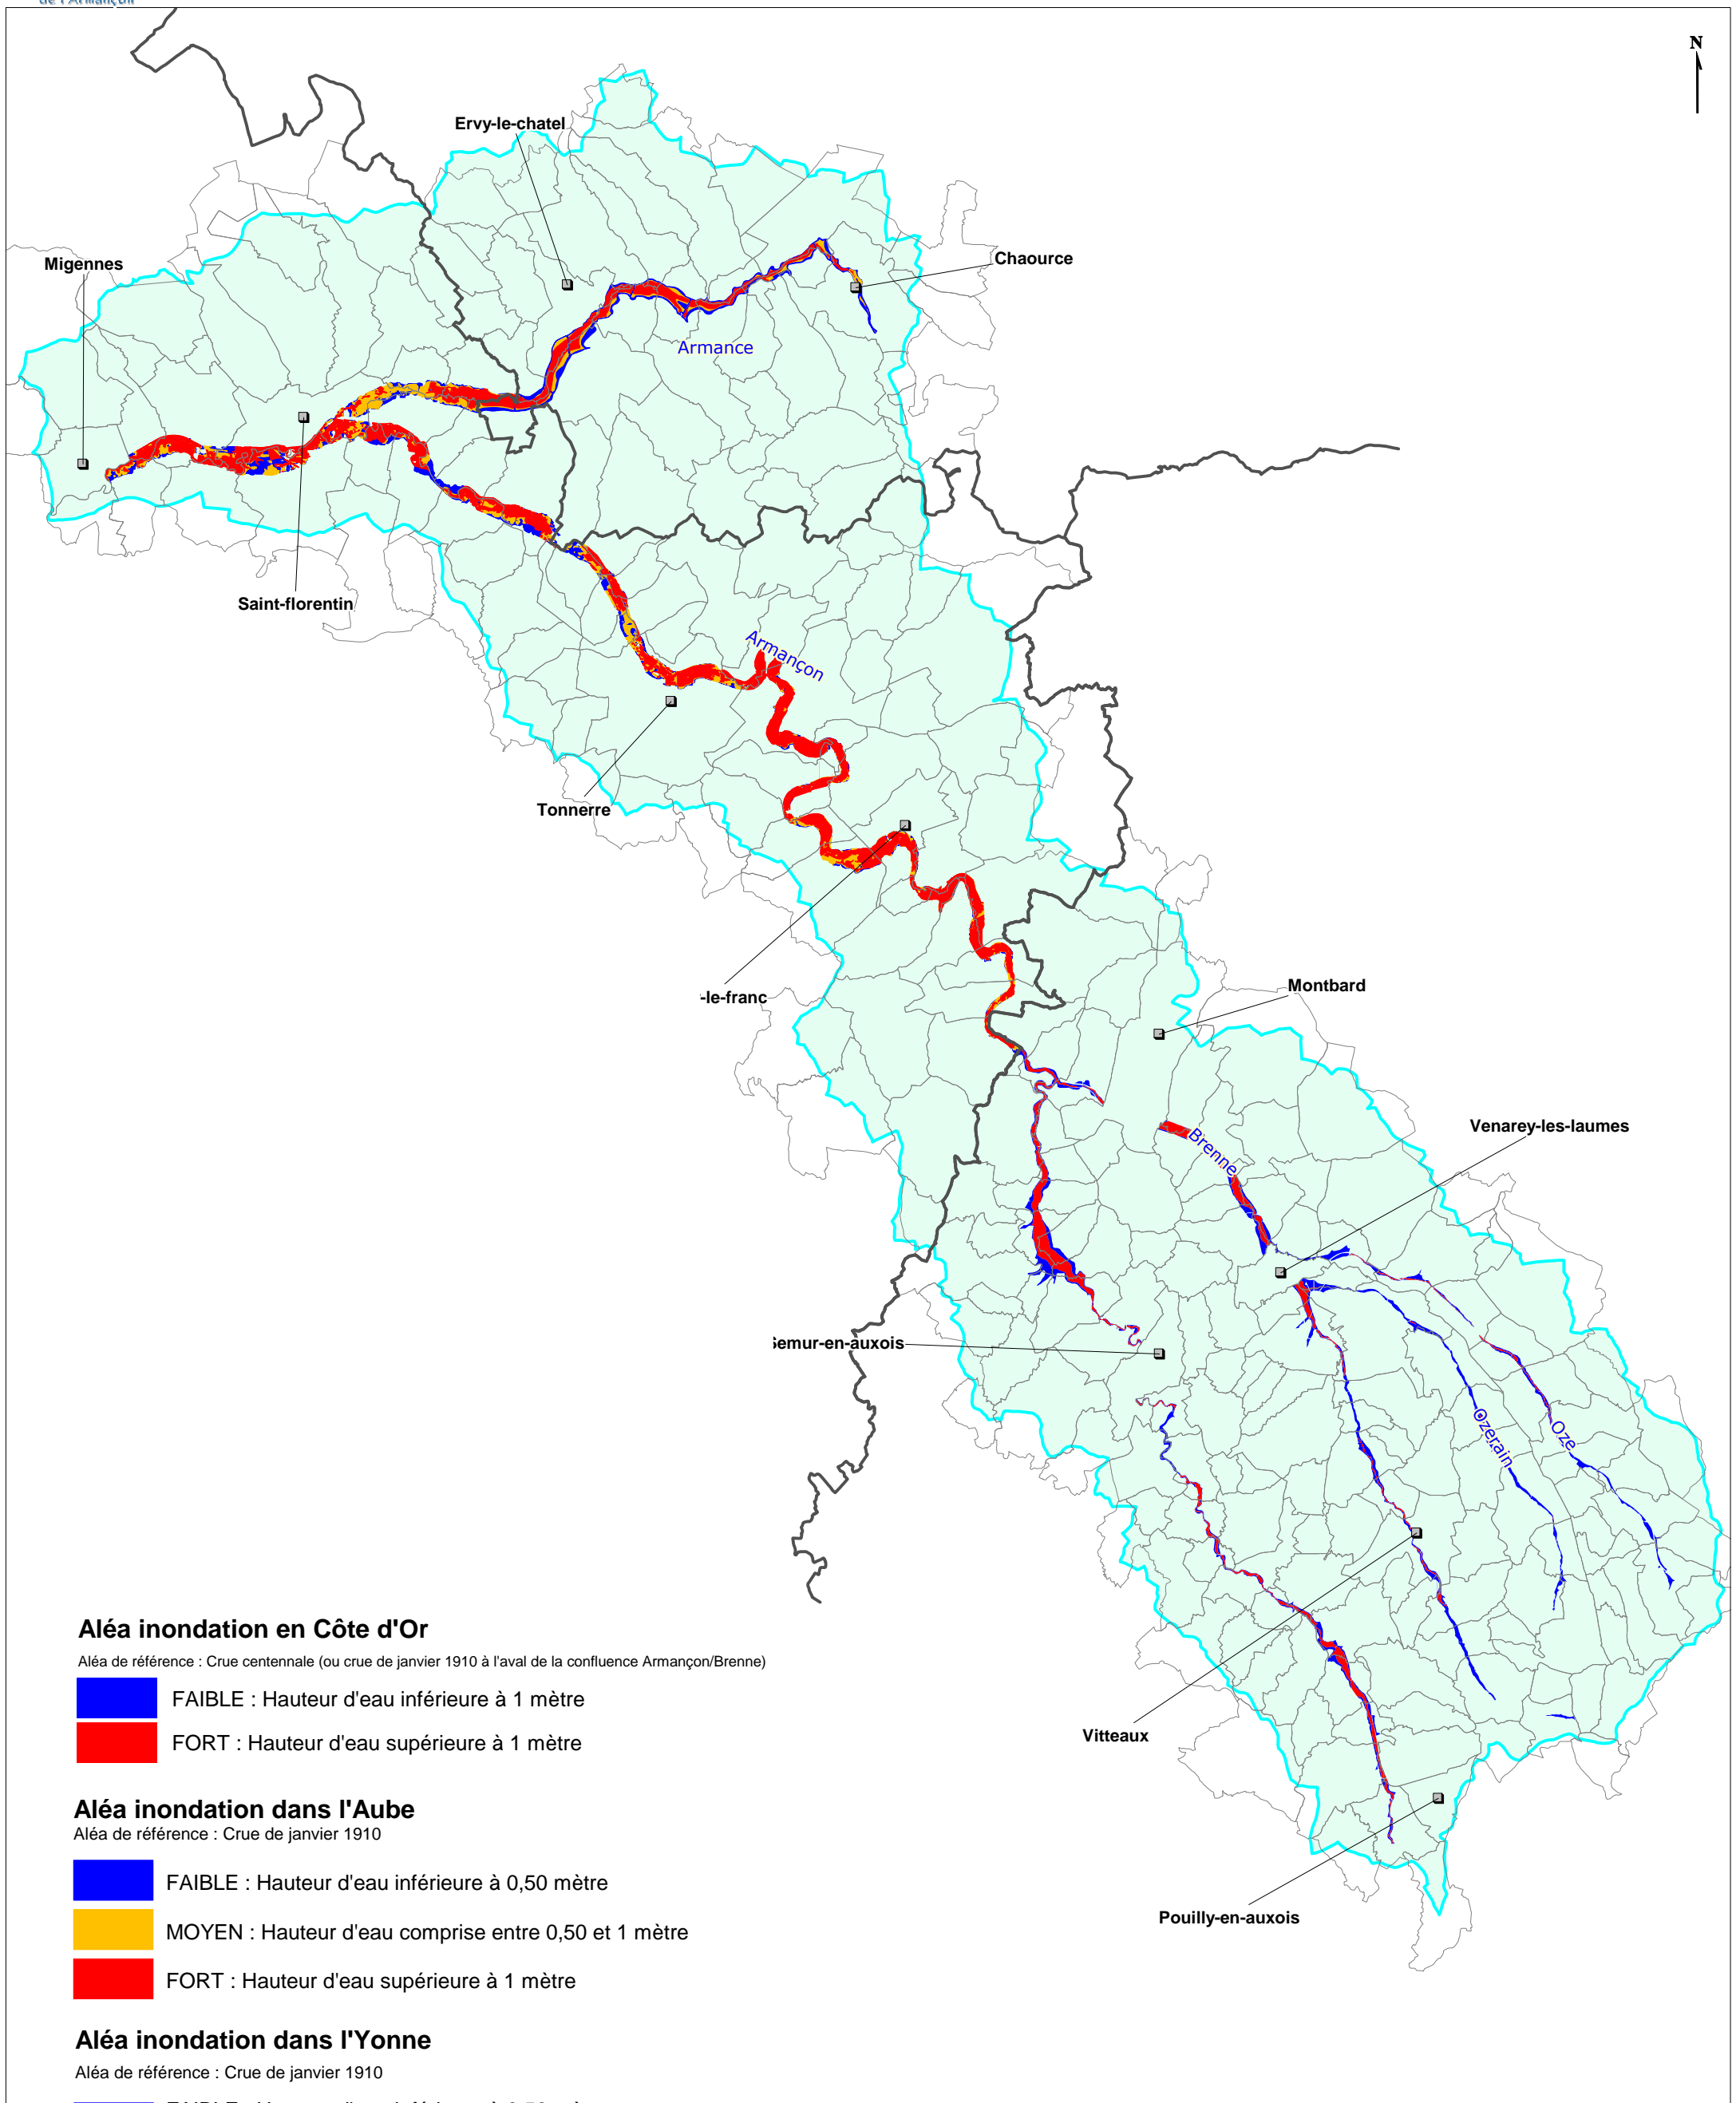 de l'Armançon
N
Ervy-le-chatel
Migennes
Chaource
Armance
Saint-florentin
Armançon
Tonnerre
-le-franc
Montbard
Venarey-les-laumes
Brenne
Semur-en-auxois
Ozerain
Oze
Vitteaux
Pouilly-en-auxois
Aléa inondation en Côte d'Or
Aléa de référence : Crue centennale (ou crue de janvier 1910 à l'aval de la confluence Armançon/Brenne)
FAIBLE : Hauteur d'eau inférieure à 1 mètre
FORT : Hauteur d'eau supérieure à 1 mètre
Aléa inondation dans l'Aube
Aléa de référence : Crue de janvier 1910
FAIBLE : Hauteur d'eau inférieure à 0,50 mètre
MOYEN : Hauteur d'eau comprise entre 0,50 et 1 mètre
FORT : Hauteur d'eau supérieure à 1 mètre
Aléa inondation dans l'Yonne
Aléa de référence : Crue de janvier 1910